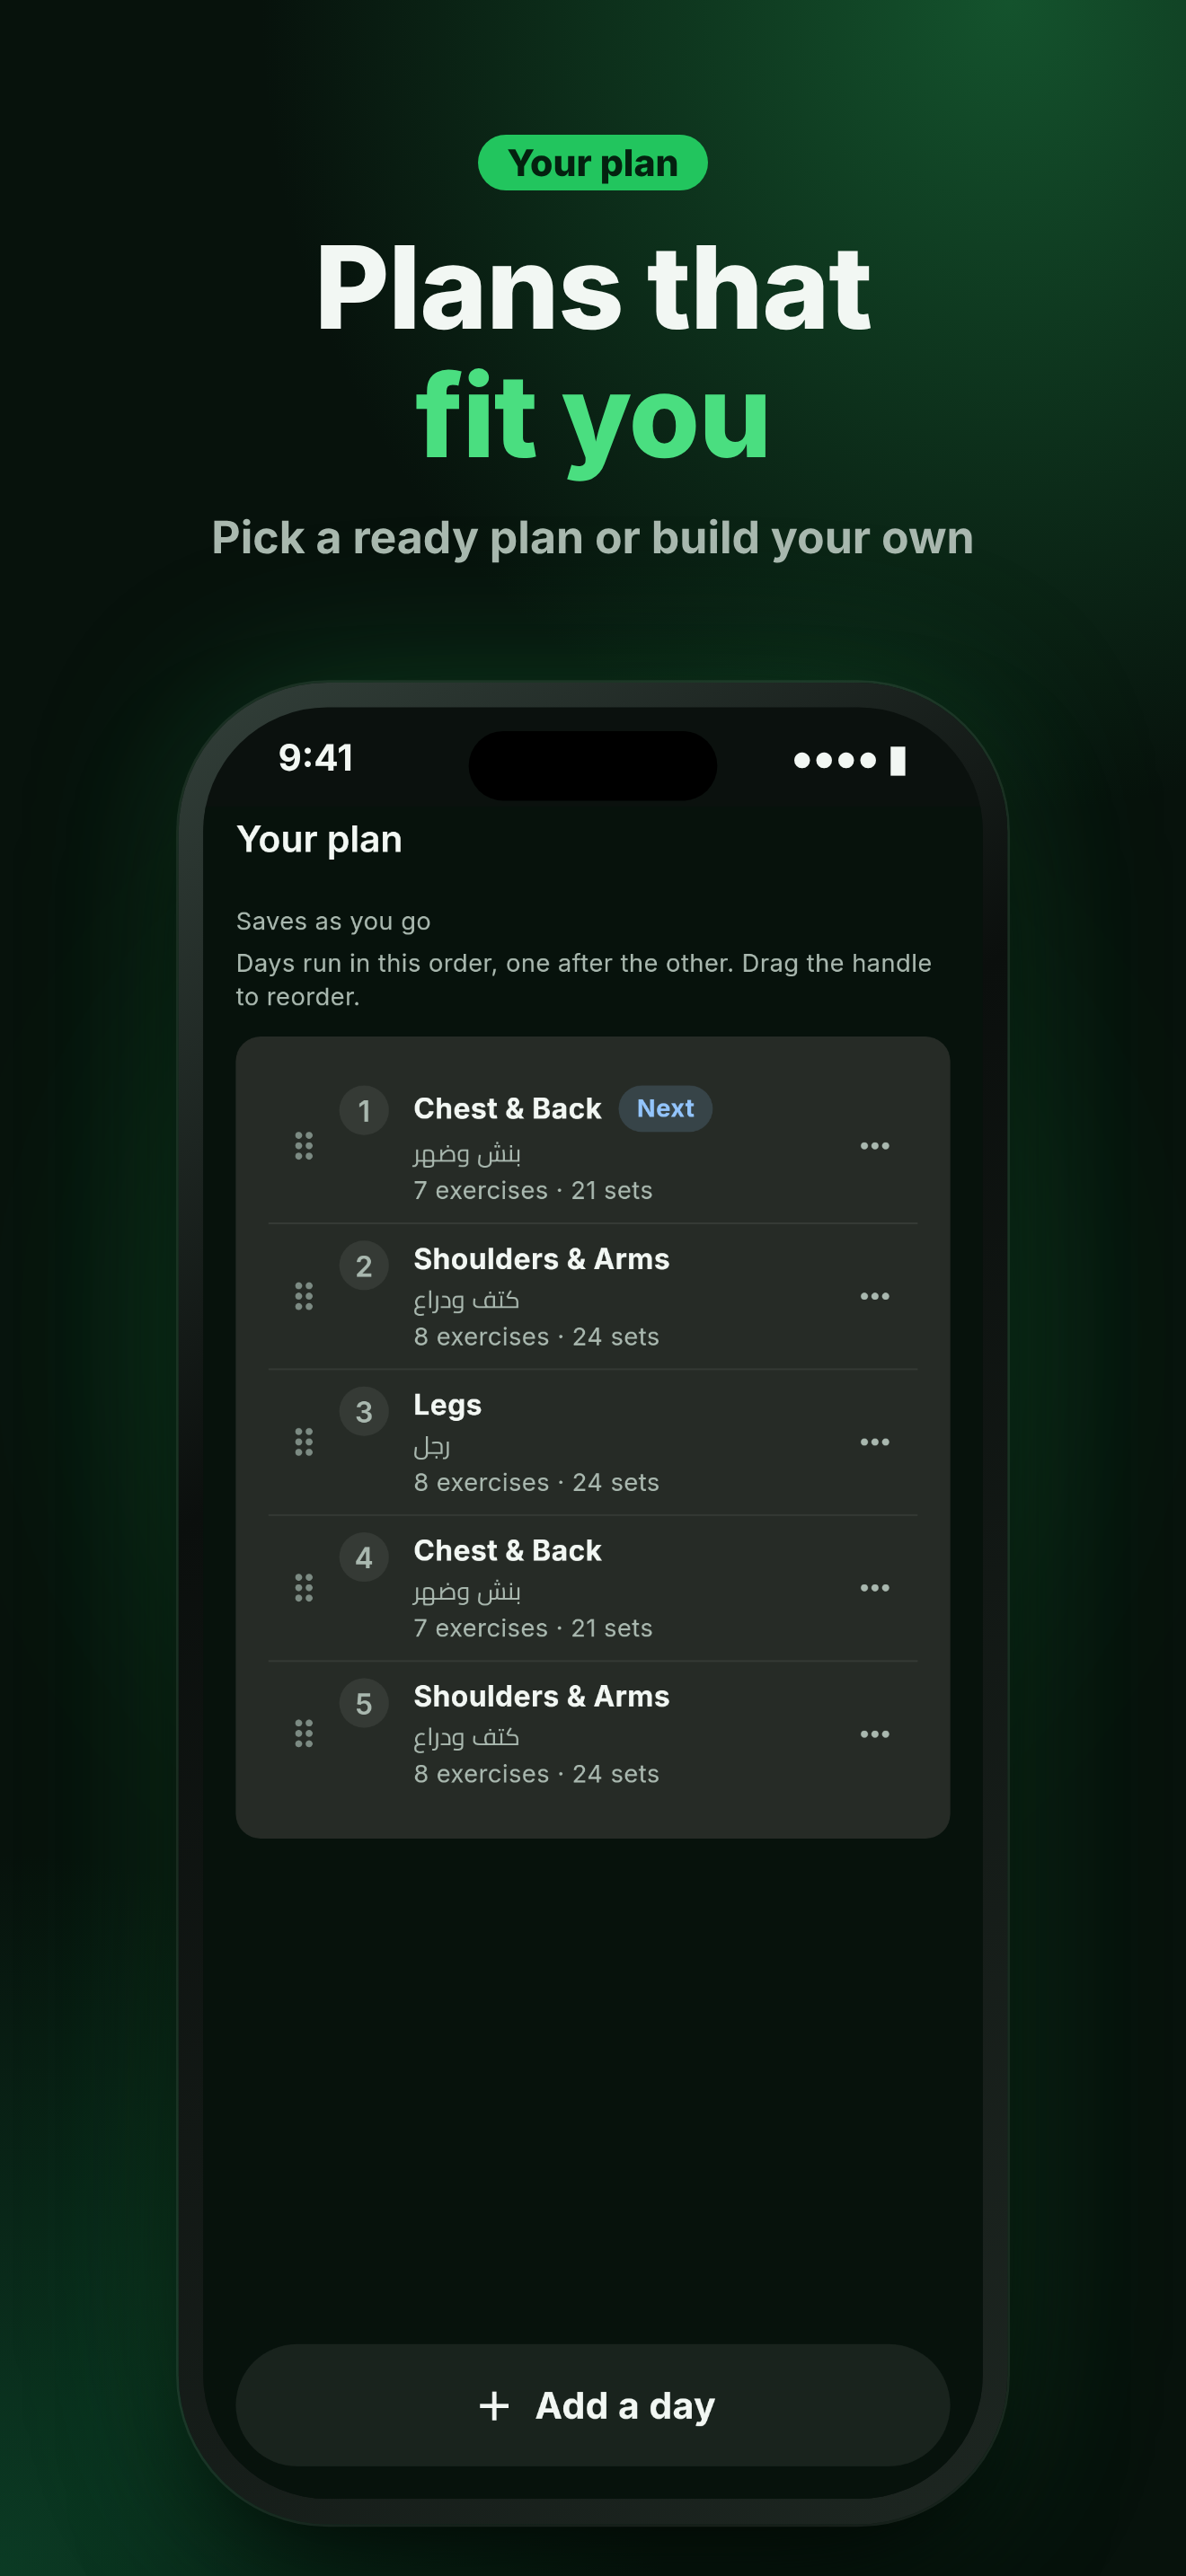 Your plan
Plans that
fit you
Pick a ready plan or build your own
9:41
Your plan
Saves as you go
Days run in this order, one after the other. Drag the handle
to reorder.
1
Chest & Back Next
بنش وضهر
7 exercises · 21 sets
2
Shoulders & Arms
كتف ودراع
8 exercises · 24 sets
3
Legs
رجل
8 exercises · 24 sets
4
Chest & Back
بنش وضهر
7 exercises · 21 sets
5
Shoulders & Arms
كتف ودراع
8 exercises · 24 sets
+ Add a day